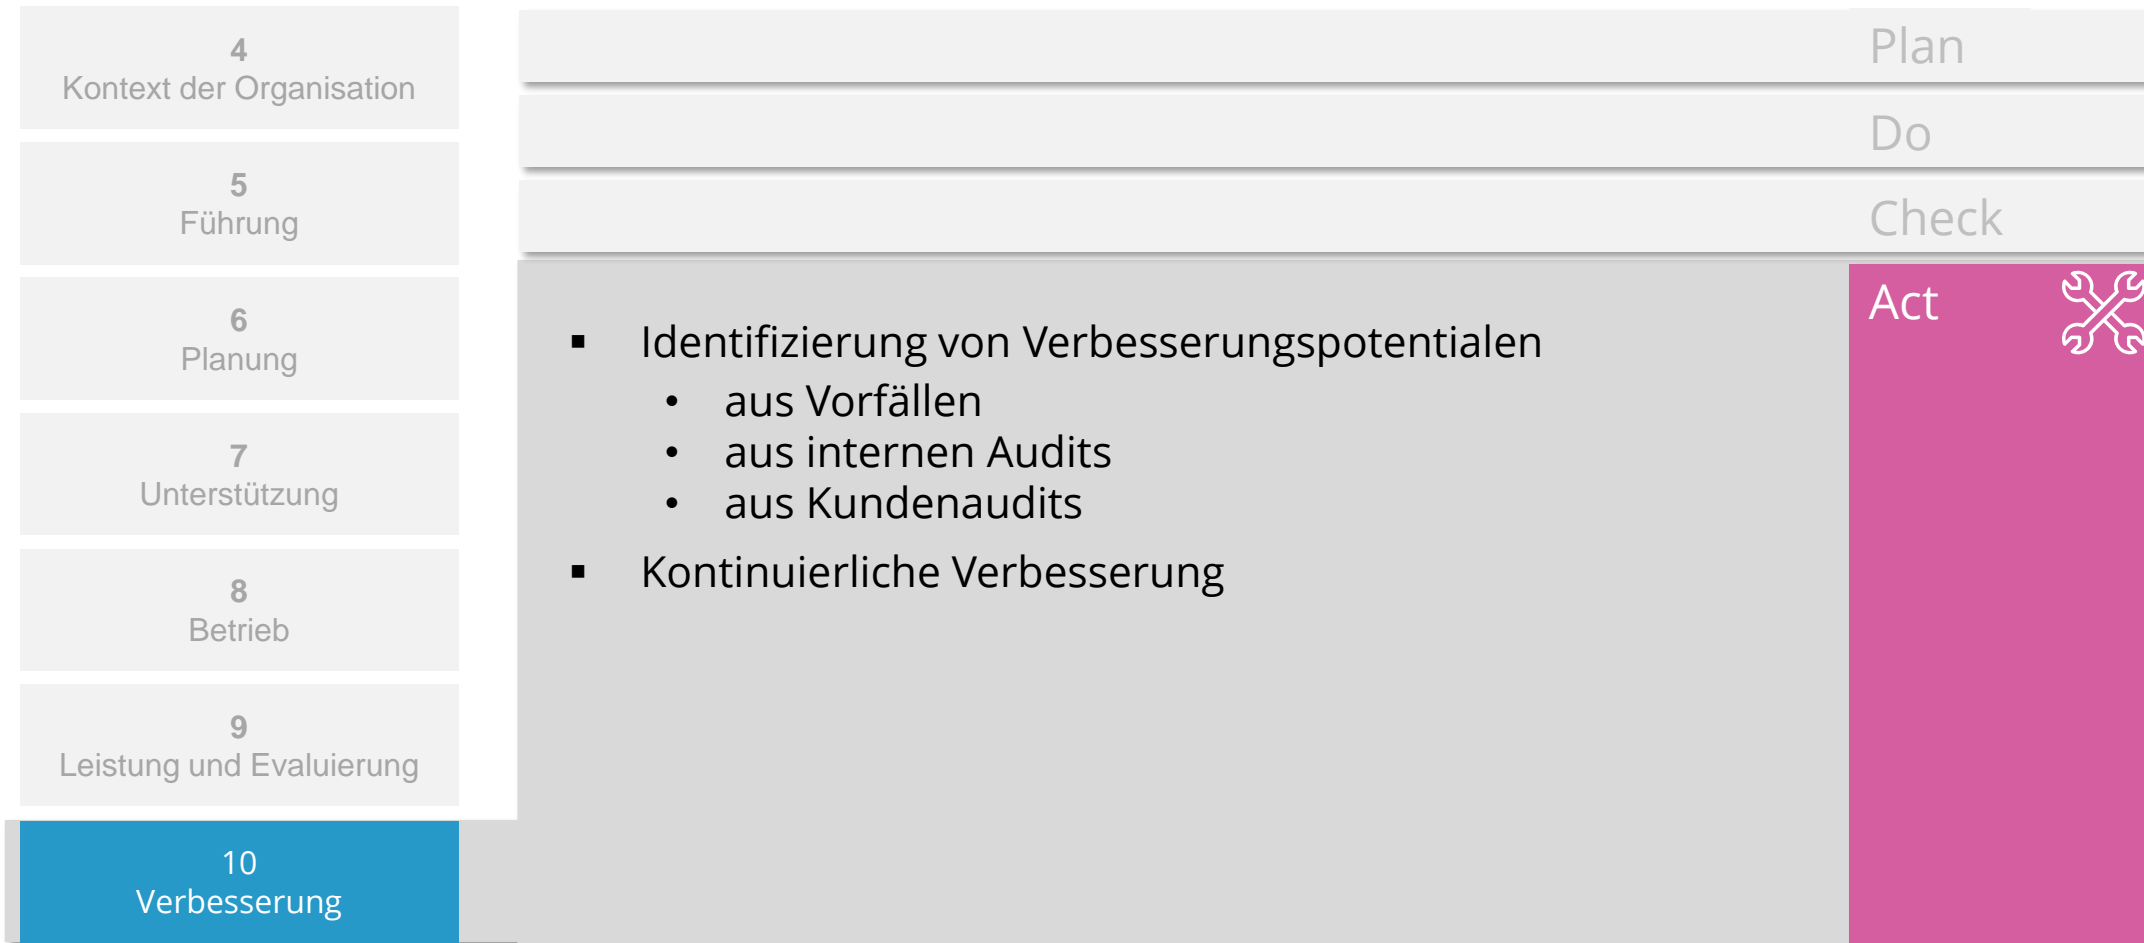 4
Kontext der Organisation
5
Führung
6
Planung
7
Unterstützung
8
Betrieb
9
Leistung und Evaluierung
10
Verbesserung
Plan
Do
Check
Act
▪ Identifizierung von Verbesserungspotentialen
• aus Vorfällen
• aus internen Audits
• aus Kundenaudits
▪ Kontinuierliche Verbesserung